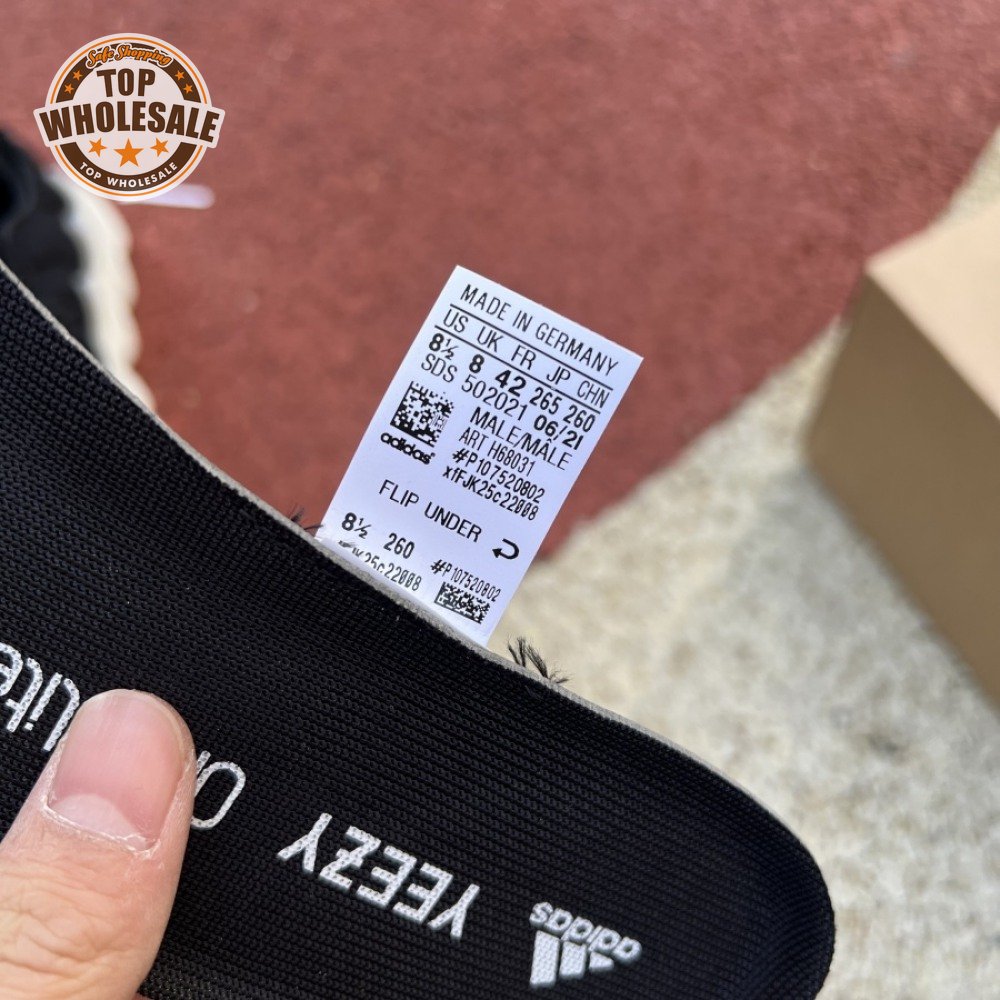 Safe Shopping
TOP
WHOLESALE
TOP WHOLESALE
MADE IN GERMANY
US UK FR JP CHN
8½ 8 42 265 260
SDS 502021 06/21
MALE/MALE
ART H68031
#P107520802
xfFJK25c22008
adidas
FLIP UNDER
8½ 260
#P107520802
YEEZY
adidas